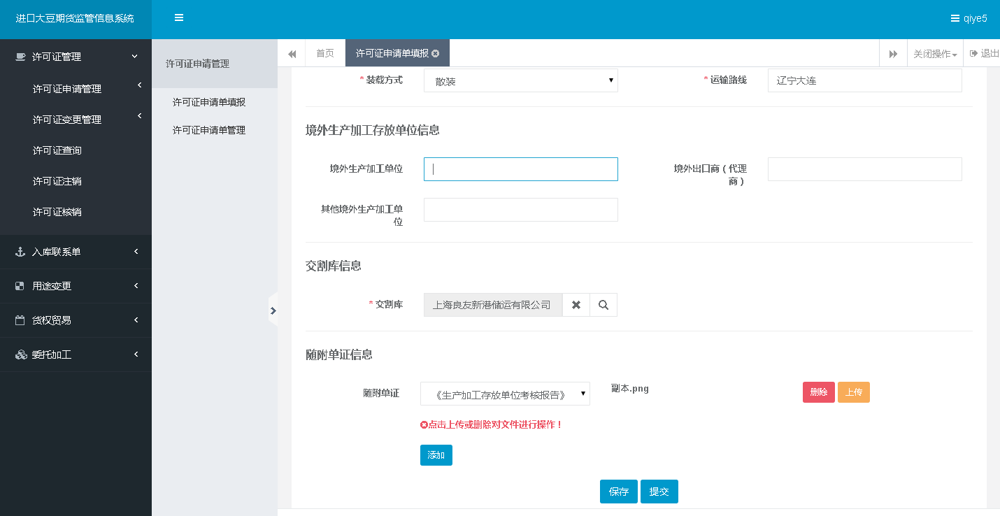 进口大豆期货监管信息系统
qiye5
许可证管理
许可证申请管理
许可证变更管理
许可证查询
许可证注销
许可证核销
入库联系单
用途变更
货权贸易
委托加工
许可证申请管理
许可证申请单填报
许可证申请单管理
首页
许可证申请单填报
关闭操作
退出
* 装载方式
散装
* 运输路线
辽宁大连
境外生产加工存放单位信息
境外生产加工单位
境外出口商（代理
商）
其他境外生产加工单
位
交割库信息
* 交割库
上海良友新港储运有限公司
随附单证信息
随附单证
《生产加工存放单位考核报告》
副本.png
删除
上传
点击上传或删除对文件进行操作！
添加
保存
提交